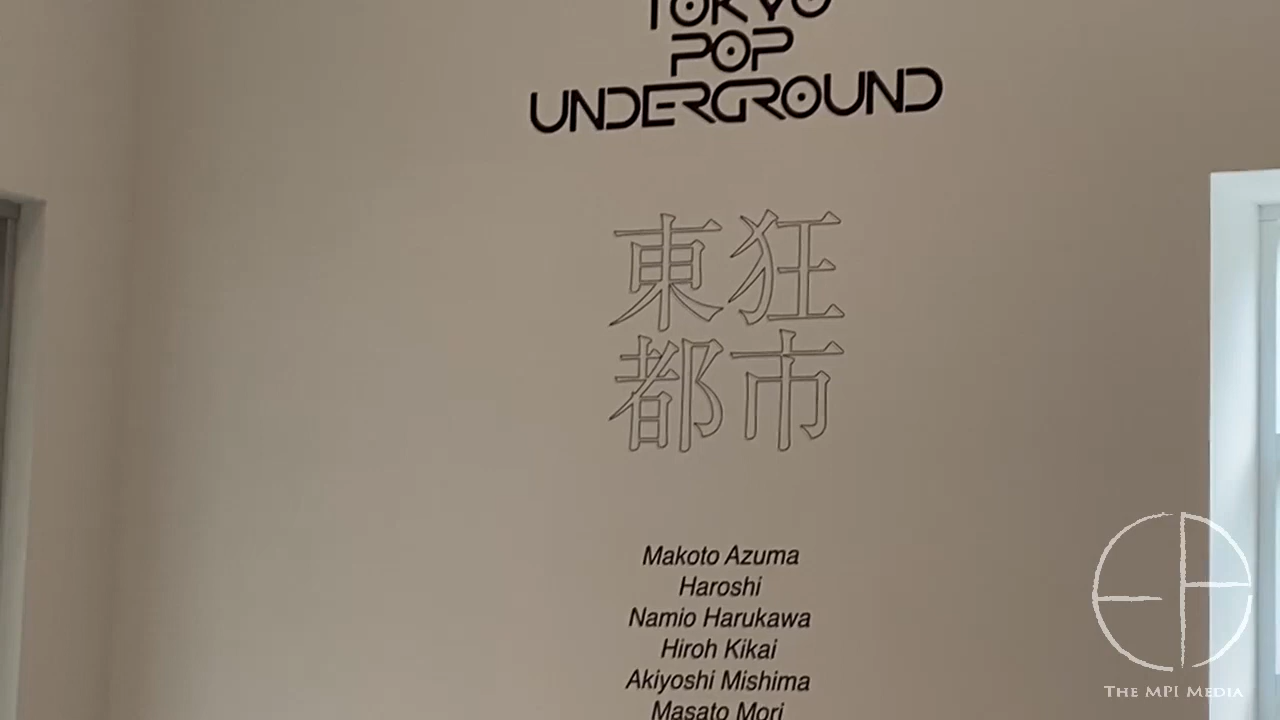 TOKYO
POP
UNDERGROUND
東狂
都市
Makoto Azuma
Haroshi
Namio Harukawa
Hiroh Kikai
Akiyoshi Mishima
Masato Mori
THE MPI MEDIA